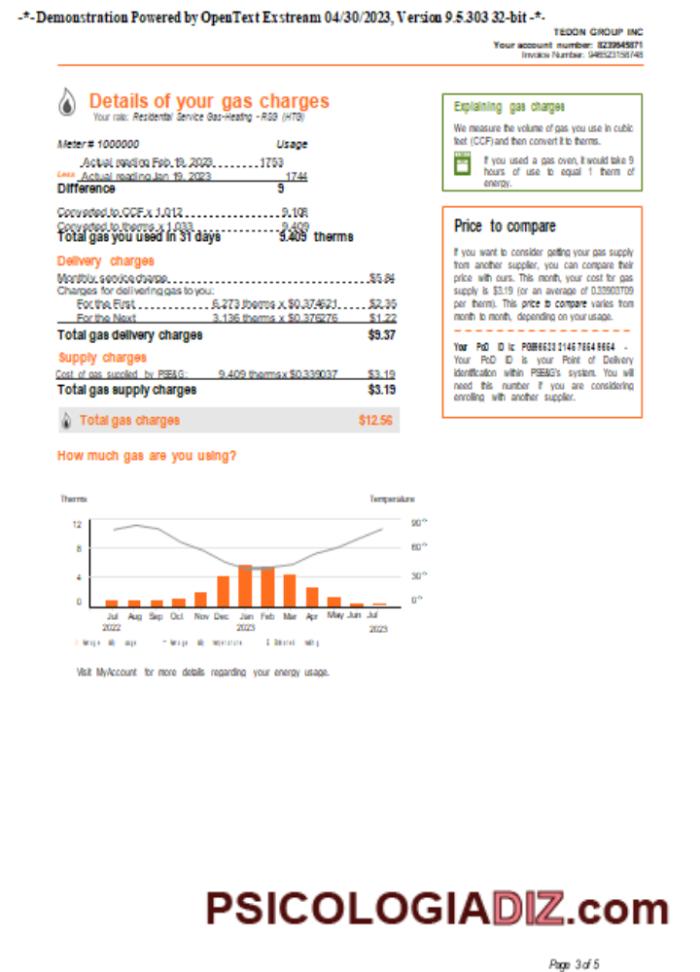 -*- Demonstration Powered by OpenText Exstream 04/30/2023, Version 9.5.303 32-bit -*-
TEDON GROUP INC
Your account number: 8239645871
Invoice Number: 946523158748
Details of your gas charges
Your rate: Residential Service Gas-Heating - RSG (HTG)
Meter # 1000000 Usage
Actual reading Feb 19, 2023 1753
Less Actual reading Jan 19, 2023 1744
Difference 9
Converted to CCF x 1.012 9.108
Converted to therms x 1.033 9.409
Total gas you used in 31 days 9.409 therms
Delivery charges
Monthly service charge $5.84
Charges for delivering gas to you:
For the First 6.273 therms x $0.374621 $2.35
For the Next 3.136 therms x $0.376276 $1.22
Total gas delivery charges $9.37
Supply charges
Cost of gas supplied by PSE&G: 9.409 therms x $0.339037 $3.19
Total gas supply charges $3.19
Total gas charges $12.56
How much gas are you using?
Therms Temperature
12 90°
8 60°
4 30°
0 0°
Jul Aug Sep Oct Nov Dec Jan Feb Mar Apr May Jun Jul
2022 2023 2023
Visit MyAccount for more details regarding your energy usage.
Explaining gas charges
We measure the volume of gas you use in cubic
feet (CCF) and then convert it to therms.
If you used a gas oven, it would take 9
hours of use to equal 1 therm of
energy.
Price to compare
If you want to consider getting your gas supply
from another supplier, you can compare their
price with ours. This month, your cost for gas
supply is $3.19 (or an average of 0.33903709
per therm). This price to compare varies from
month to month, depending on your usage.
Your PoD ID is: -
Your PoD ID is your Point of Delivery
identification within PSE&G's system. You will
need this number if you are considering
enrolling with another supplier.
PSICOLOGIADIZ.com
Page 3 of 5